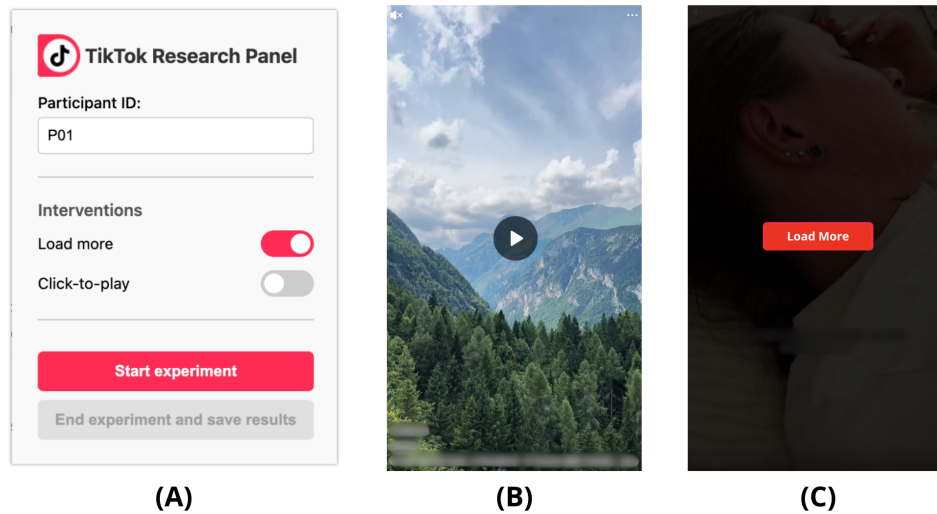 TikTok Research Panel
Participant ID:
P01
Interventions
Load more
Click-to-play
Start experiment
End experiment and save results
Load More
(A)
(B)
(C)